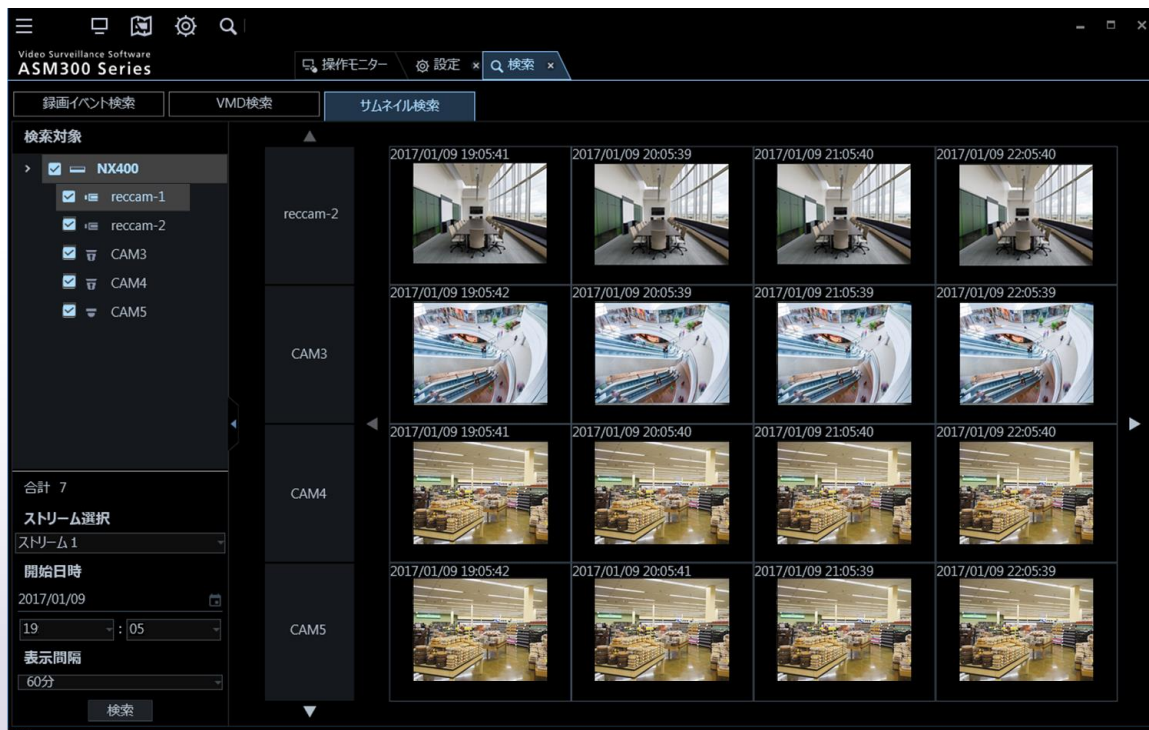 Video Surveillance Software
ASM300 Series
操作モニター
設定
検索
録画イベント検索
VMD検索
サムネイル検索
検索対象
NX400
reccam-1
reccam-2
CAM3
CAM4
CAM5
合計 7
ストリーム選択
ストリーム 1
開始日時
2017/01/09
19 : 05
表示間隔
60分
検索
reccam-2
2017/01/09 19:05:41
2017/01/09 20:05:39
2017/01/09 21:05:40
2017/01/09 22:05:40
CAM3
2017/01/09 19:05:42
2017/01/09 20:05:39
2017/01/09 21:05:39
2017/01/09 22:05:39
CAM4
2017/01/09 19:05:41
2017/01/09 20:05:40
2017/01/09 21:05:40
2017/01/09 22:05:40
CAM5
2017/01/09 19:05:42
2017/01/09 20:05:41
2017/01/09 21:05:39
2017/01/09 22:05:39